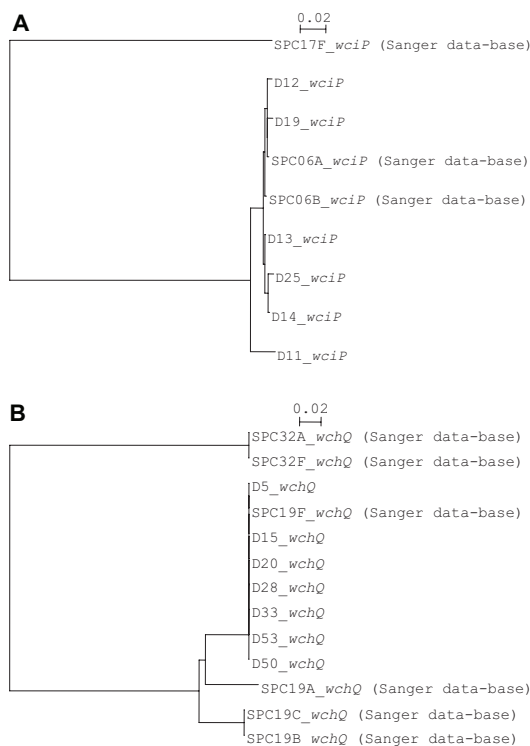 A
0.02
SPC17F_wciP (Sanger data-base)
D12_wciP
D19_wciP
SPC06A_wciP (Sanger data-base)
SPC06B_wciP (Sanger data-base)
D13_wciP
D25_wciP
D14_wciP
D11_wciP
B
0.02
SPC32A_wchQ (Sanger data-base)
SPC32F_wchQ (Sanger data-base)
D5_wchQ
SPC19F_wchQ (Sanger data-base)
D15_wchQ
D20_wchQ
D28_wchQ
D33_wchQ
D53_wchQ
D50_wchQ
SPC19A_wchQ (Sanger data-base)
SPC19C_wchQ (Sanger data-base)
SPC19B_wchQ (Sanger data-base)